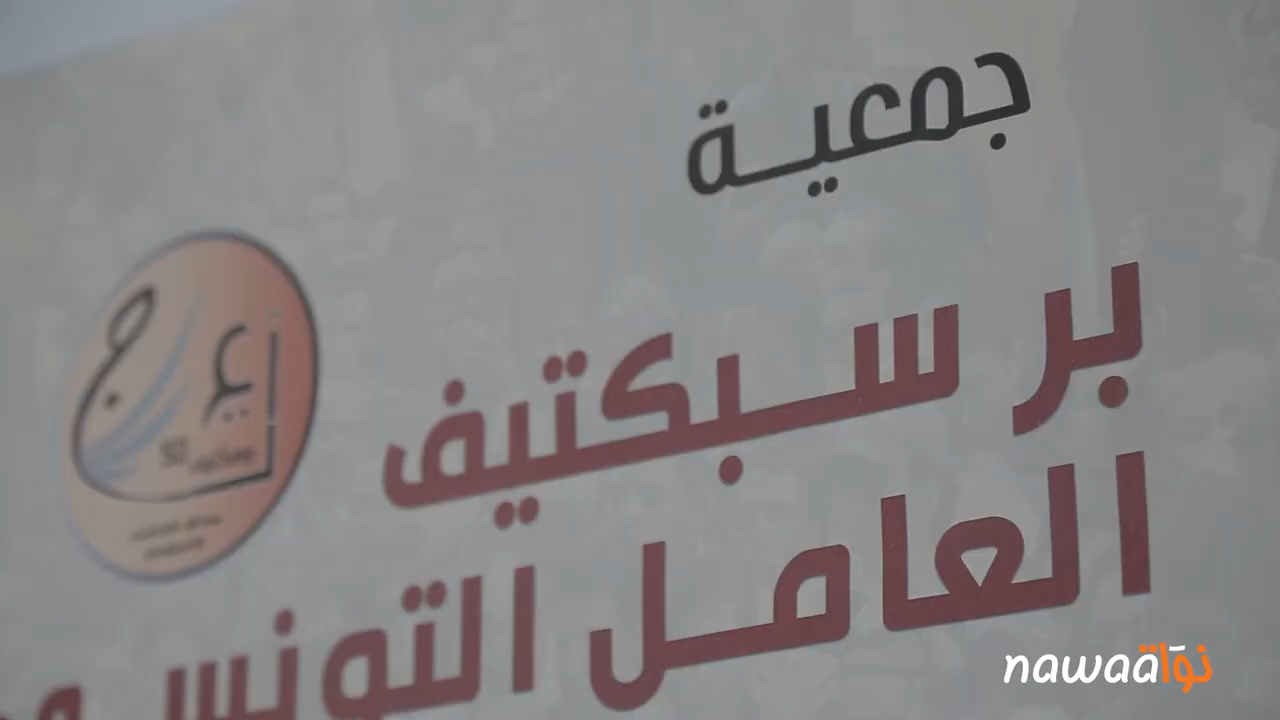 جمعية
برسبكتيف
العامل التونسي
nawaaنواة